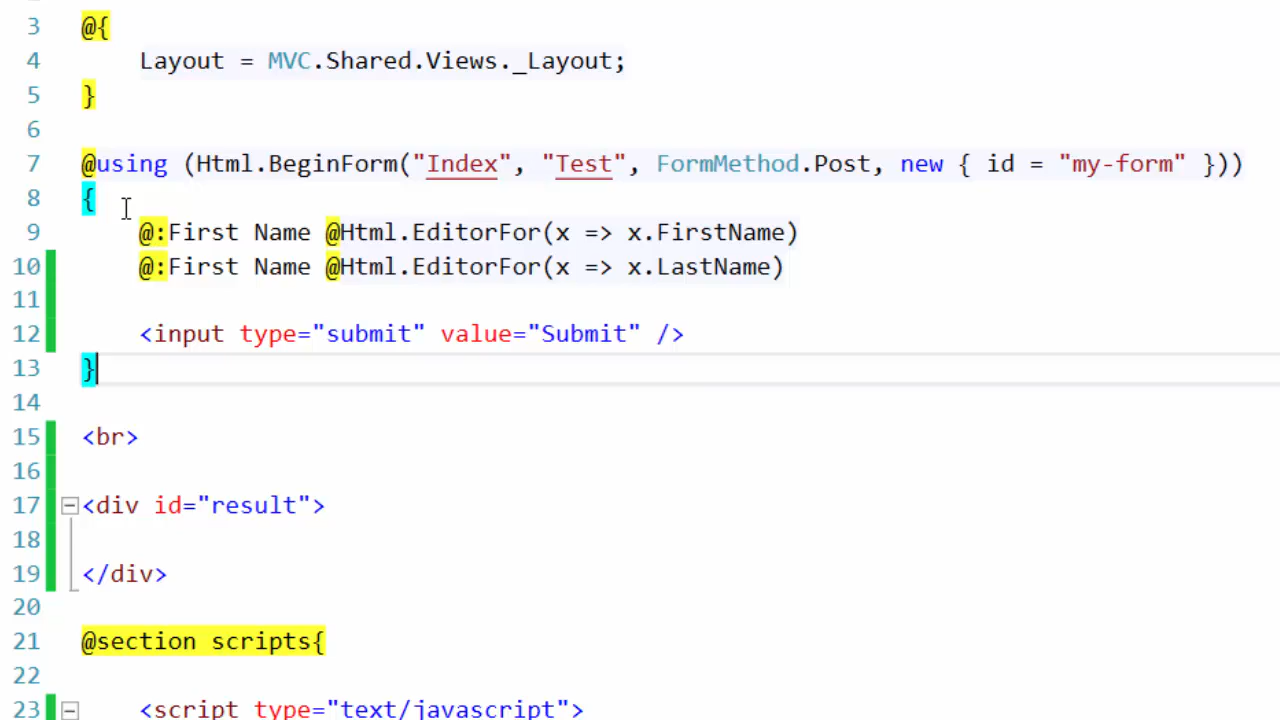 3 @{
4 Layout = MVC.Shared.Views._Layout;
5 }
6
7 @using (Html.BeginForm("Index", "Test", FormMethod.Post, new { id = "my-form" }))
8 {
9 @:First Name @Html.EditorFor(x => x.FirstName)
10 @:First Name @Html.EditorFor(x => x.LastName)
11
12 <input type="submit" value="Submit" />
13 }
14
15 <br>
16
17 <div id="result">
18
19 </div>
20
21 @section scripts{
22
23 <script type="text/javascript">